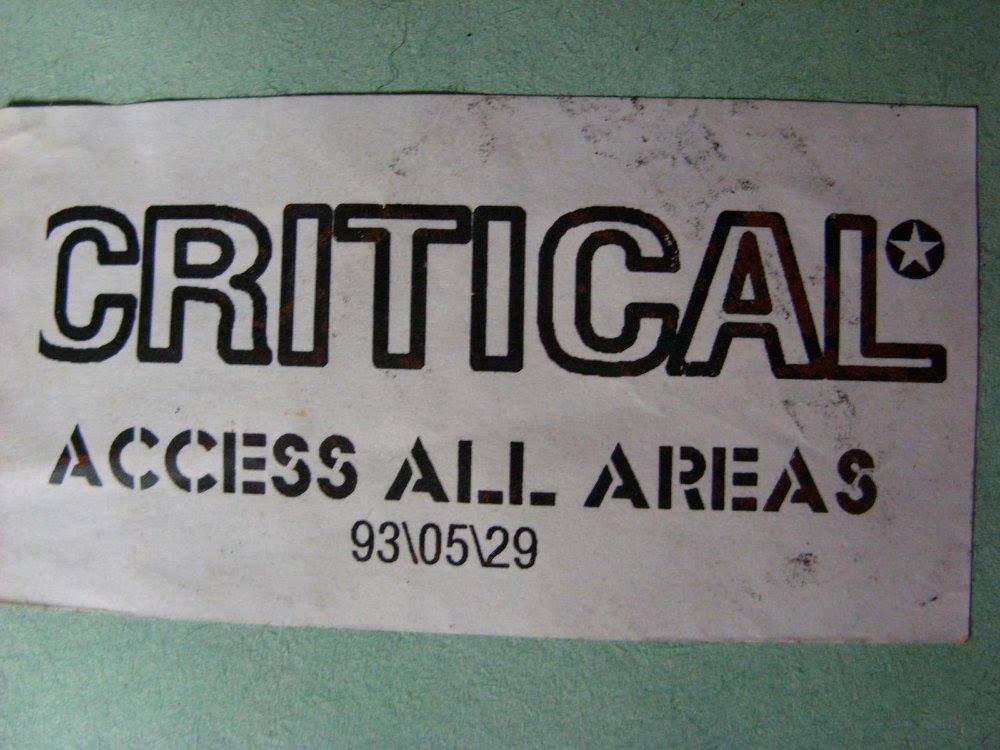 CRITICAL
ACCESS ALL AREAS
93\05\29